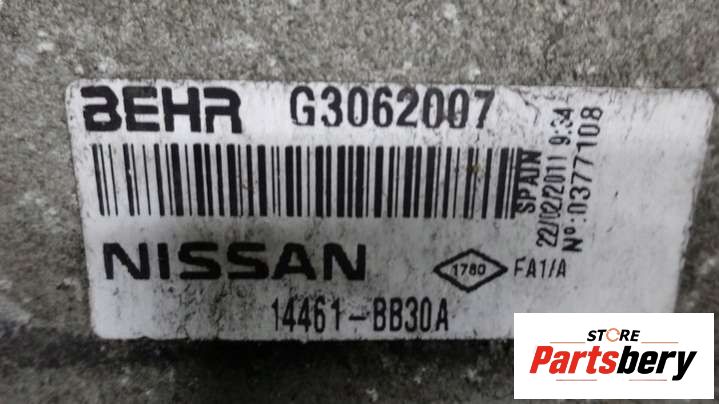 BEHR G3062007
SPAIN
22/02/2011 9:34
Nº:0377108
NISSAN 1780 FA1/A
14461-BB30A
STORE
Partsbery